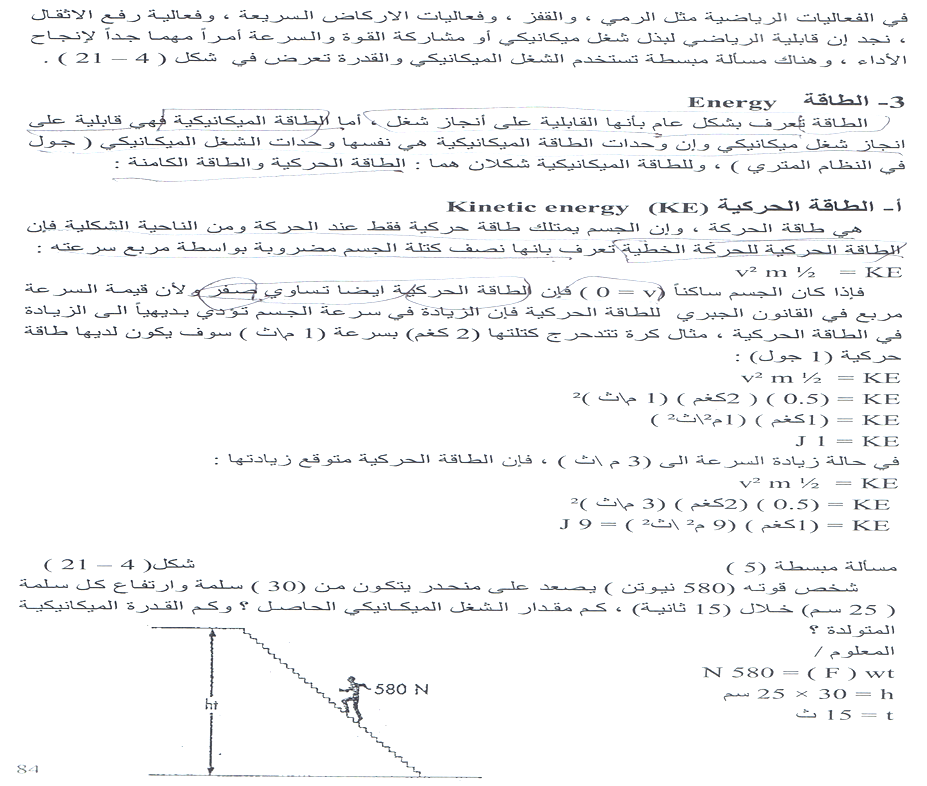 في الفعاليات الرياضية مثل الرمي ، والقفز ، وفعاليات الاركاض السريعة ، وفعالية رفع الاثقال
، نجد إن قابلية الرياضي لبذل شغل ميكانيكي أو مشاركة القوة والسرعة أمراً مهما جداً لإنجاح
الأداء ، وهناك مسألة مبسطة تستخدم الشغل الميكانيكي والقدرة تعرض في شكل ( 4 – 21 ) .
3- الطاقة Energy
الطاقة تعرف بشكل عام بأنها القابلية على أنجاز شغل ، أما الطاقة الميكانيكية فهي قابلية على
انجاز شغل ميكانيكي وإن وحدات الطاقة الميكانيكية هي نفسها وحدات الشغل الميكانيكي ( جول
في النظام المتري ) ، وللطاقة الميكانيكية شكلان هما : الطاقة الحركية والطاقة الكامنة :
أ- الطاقة الحركية Kinetic energy (KE)
هي طاقة الحركة ، وإن الجسم يمتلك طاقة حركية فقط عند الحركة ومن الناحية الشكلية فإن
الطاقة الحركية للحركة الخطية تعرف بانها نصف كتلة الجسم مضروبة بواسطة مربع سرعته :
v² m ½ = KE
فإذا كان الجسم ساكناً (v = 0 ) فإن الطاقة الحركية ايضا تساوي صفر ولأن قيمة السرعة
مربع في القانون الجبري للطاقة الحركية فإن الزيادة في سرعة الجسم تؤدي بديهياً الى الزيادة
في الطاقة الحركية ، مثال كرة تتدحرج كتلتها (2 كغم) بسرعة (1 م\ث ) سوف يكون لديها طاقة
حركية (1 جول) :
v² m ½ = KE
KE = (0.5 ) ( 2كغم ) (1 م\ث )²
KE = (1كغم ) (1م²\ث² )
J 1 = KE
في حالة زيادة السرعة الى (3 م \ث ) ، فإن الطاقة الحركية متوقع زيادتها :
v² m ½ = KE
KE = (0.5 ) (2كغم ) (3 م\ث )²
KE = (1كغم ) (9 م² \ث² ) = J 9
مسألة مبسطة (5 ) شكل( 4 – 21 )
شخص قوته (580 نيوتن ) يصعد على منحدر يتكون من (30 ) سلمة وارتفاع كل سلمة
( 25 سم) خلال (15 ثانية) ، كم مقدار الشغل الميكانيكي الحاصل ؟ وكم القدرة الميكانيكية
المتولدة ؟
المعلوم /
N 580 = ( F ) wt
h = 30 × 25 سم
t = 15 ث
580 N
ht
84